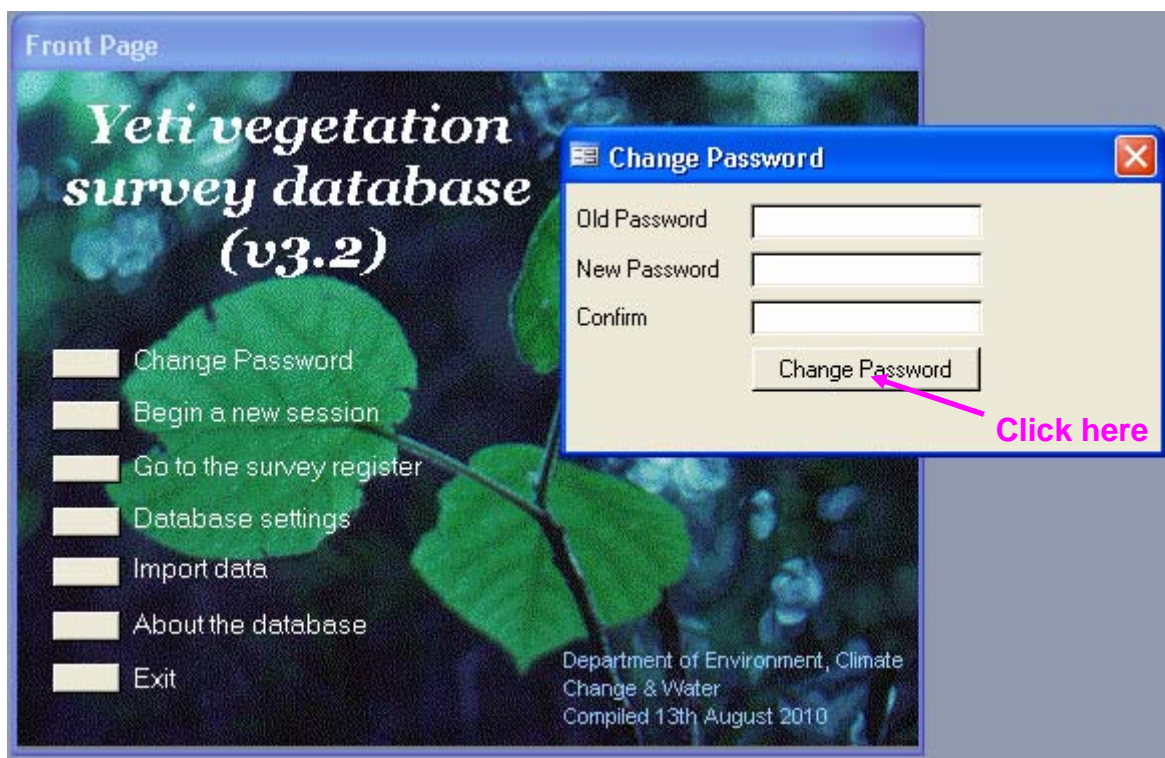 Front Page
Yeti vegetation
survey database
(v3.2)
Change Password
Begin a new session
Go to the survey register
Database settings
Import data
About the database
Exit
Department of Environment, Climate
Change & Water
Compiled 13th August 2010
Change Password
Old Password
New Password
Confirm
Change Password
Click here